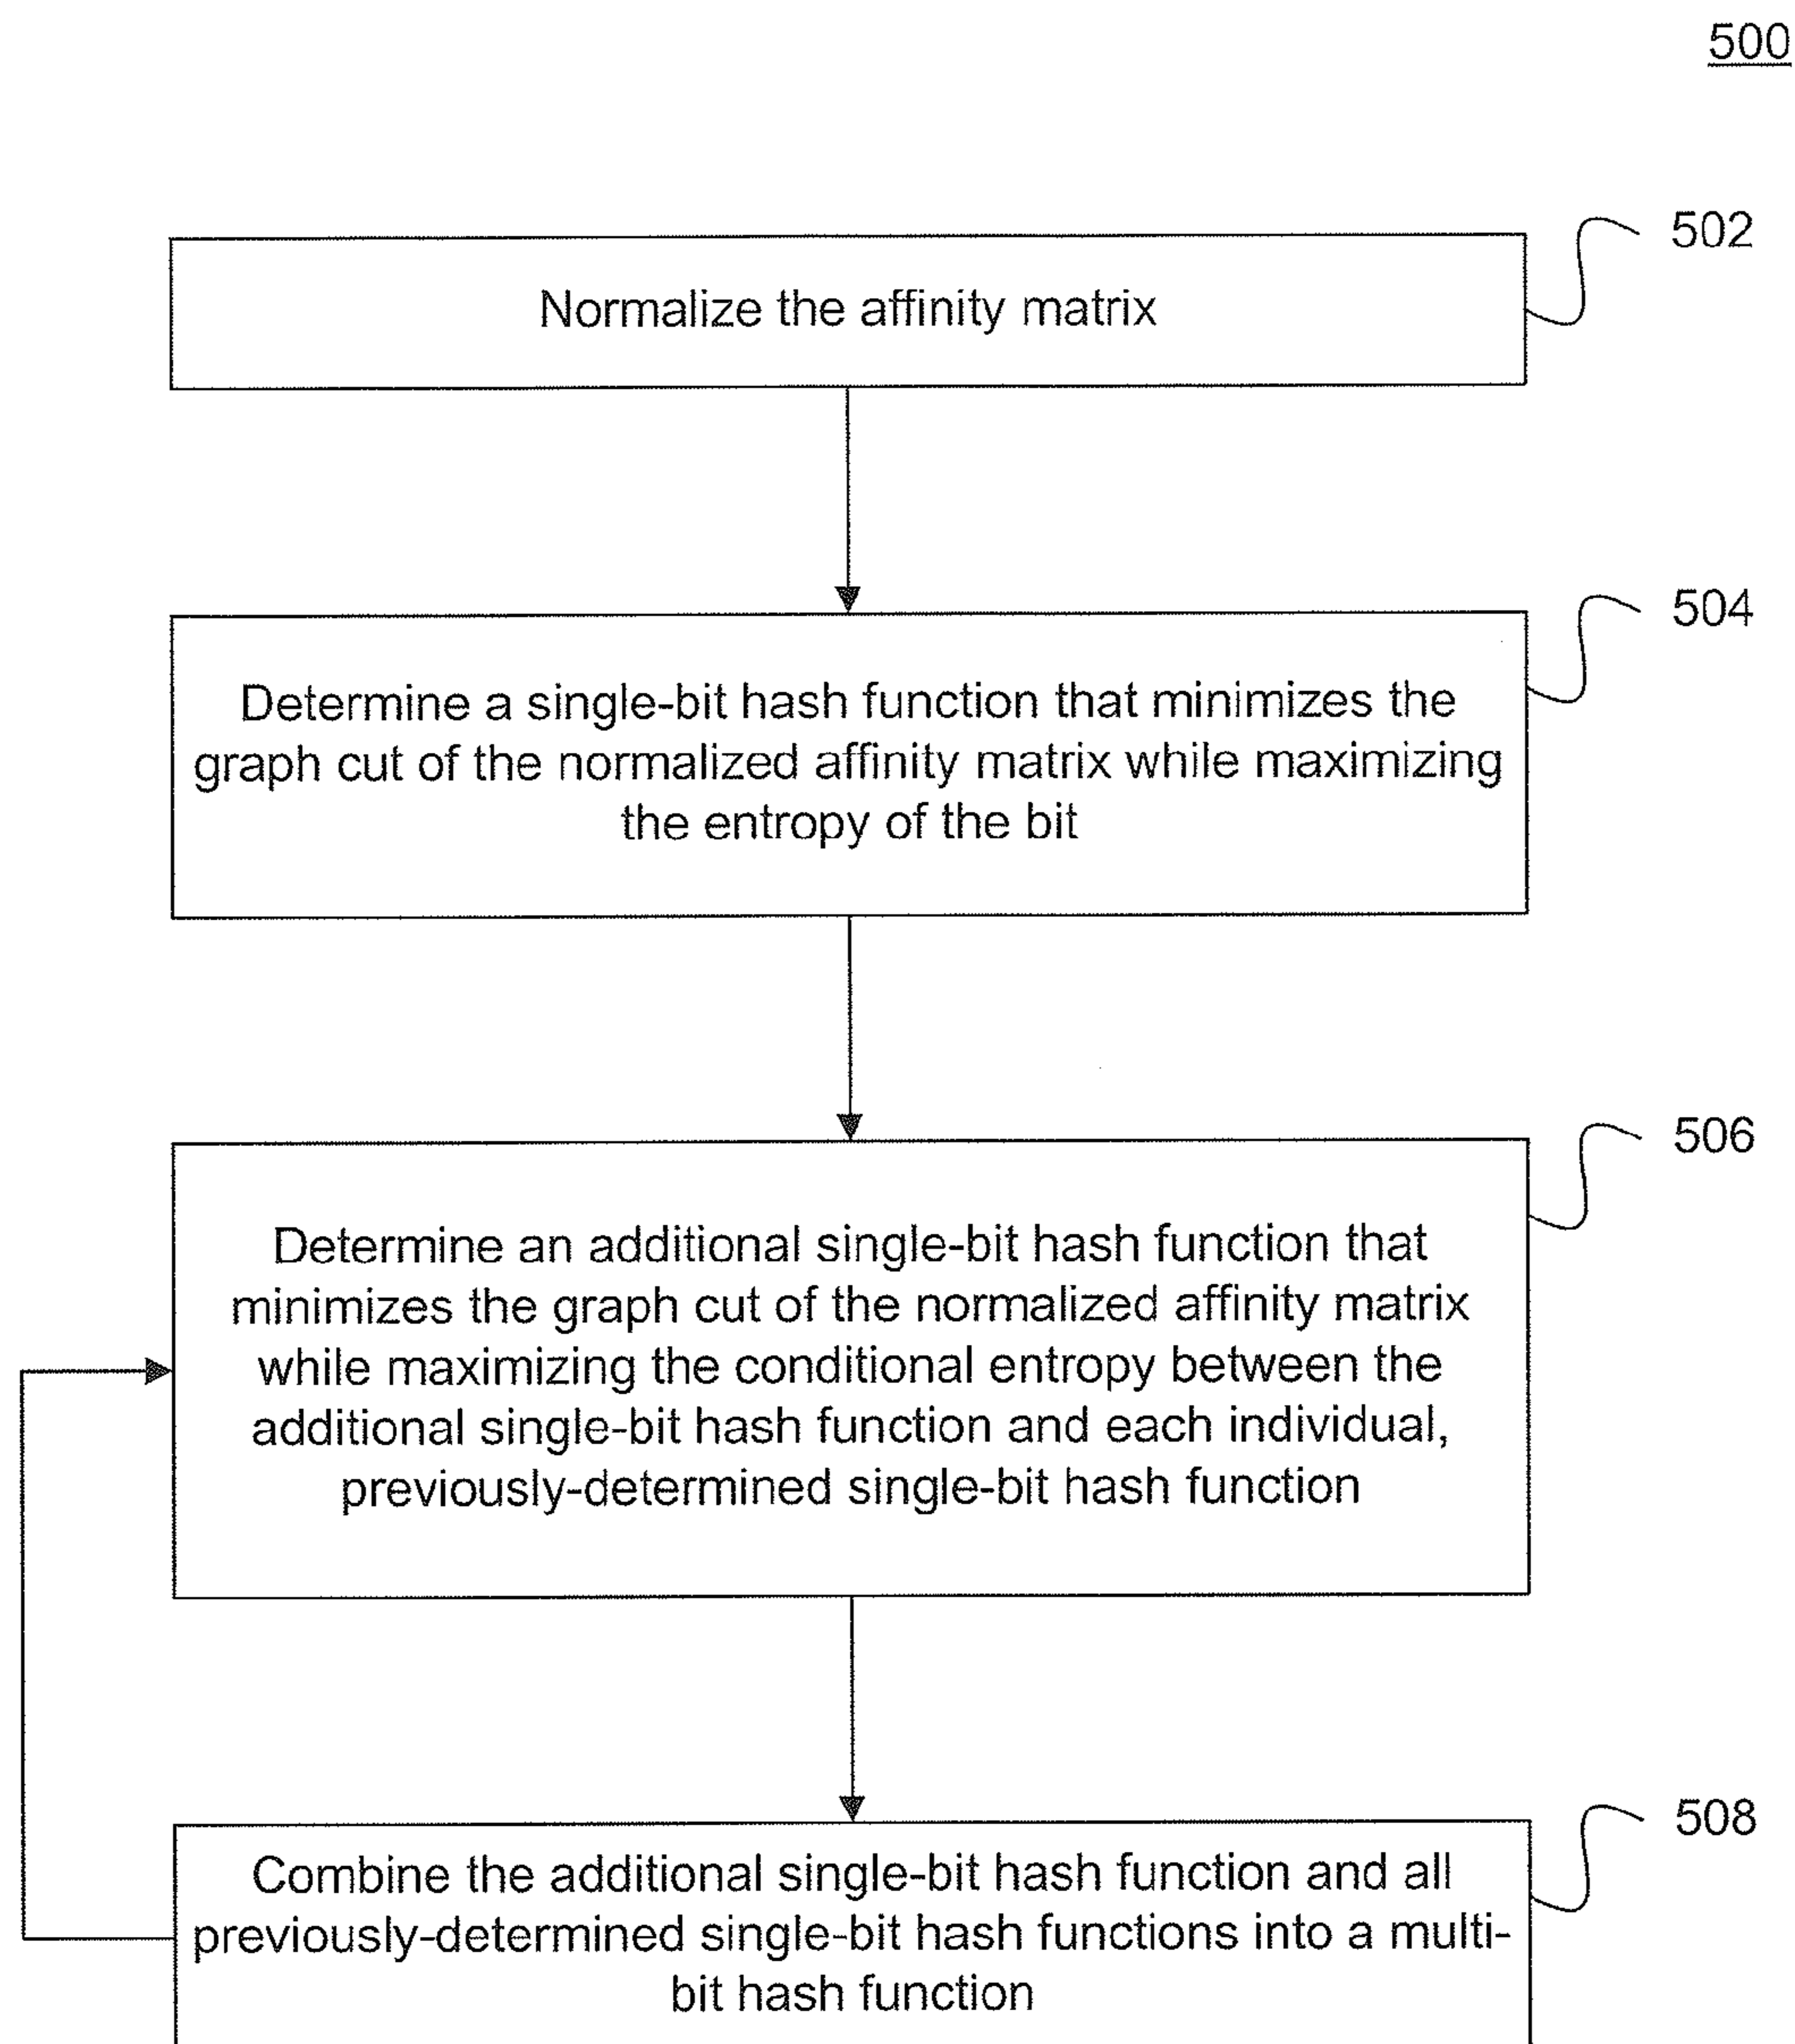 500
502
Normalize the affinity matrix
504
Determine a single-bit hash function that minimizes the
graph cut of the normalized affinity matrix while maximizing
the entropy of the bit
506
Determine an additional single-bit hash function that
minimizes the graph cut of the normalized affinity matrix
while maximizing the conditional entropy between the
additional single-bit hash function and each individual,
previously-determined single-bit hash function
508
Combine the additional single-bit hash function and all
previously-determined single-bit hash functions into a multi-
bit hash function